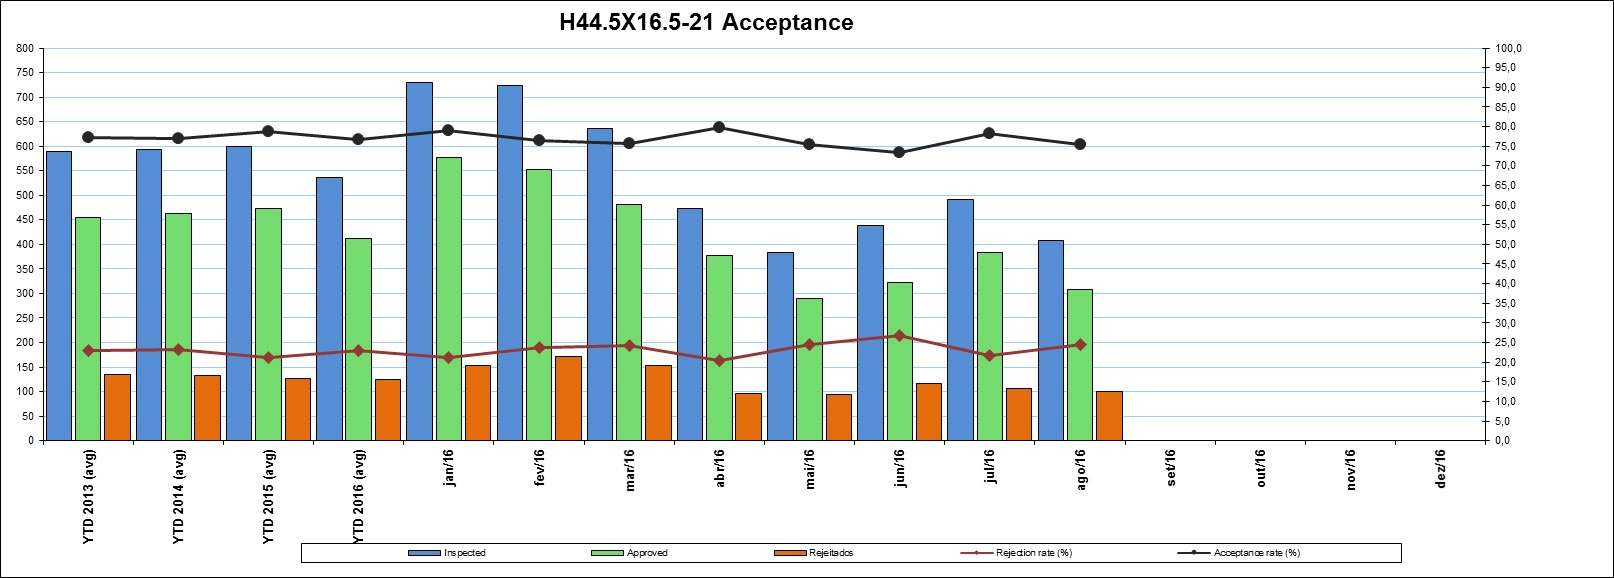 H44.5X16.5-21 Acceptance
800
750
700
650
600
550
500
450
400
350
300
250
200
150
100
50
0
100,0
95,0
90,0
85,0
80,0
75,0
70,0
65,0
60,0
55,0
50,0
45,0
40,0
35,0
30,0
25,0
20,0
15,0
10,0
5,0
0,0
YTD 2013 (avg)
YTD 2014 (avg)
YTD 2015 (avg)
YTD 2016 (avg)
jan/16
fev/16
mar/16
abr/16
mai/16
jun/16
jul/16
ago/16
set/16
out/16
nov/16
dez/16
Inspected Approved Rejeitados Rejection rate (%) Acceptance rate (%)